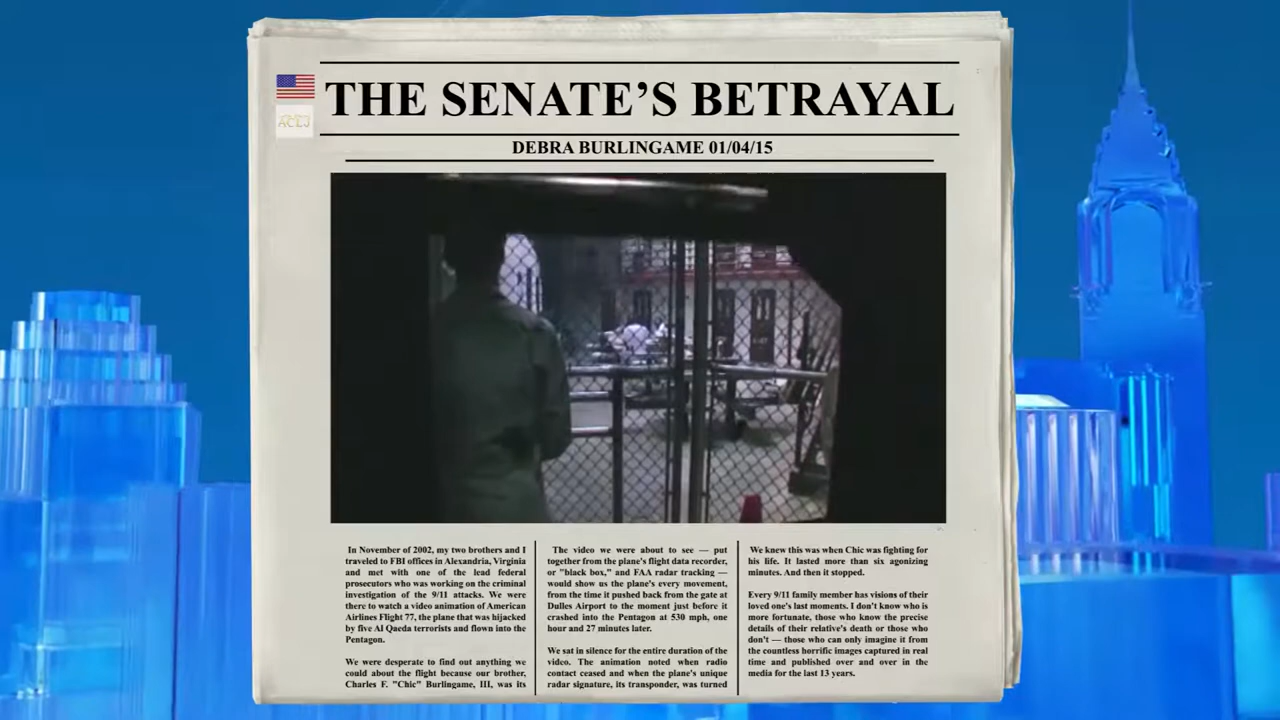 THE SENATE'S BETRAYAL
ACLJ
DEBRA BURLINGAME 01/04/15
In November of 2002, my two brothers and I
traveled to FBI offices in Alexandria, Virginia
and met with one of the lead federal
prosecutors who was working on the criminal
investigation of the 9/11 attacks. We were
there to watch a video animation of American
Airlines Flight 77, the plane that was hijacked
by five Al Qaeda terrorists and flown into the
Pentagon.
We were desperate to find out anything we
could about the flight because our brother,
Charles F. "Chic" Burlingame, III, was its
The video we were about to see — put
together from the plane's flight data recorder,
or "black box," and FAA radar tracking —
would show us the plane's every movement,
from the time it pushed back from the gate at
Dulles Airport to the moment just before it
crashed into the Pentagon at 530 mph, one
hour and 27 minutes later.
We sat in silence for the entire duration of the
video. The animation noted when radio
contact ceased and when the plane's unique
radar signature, its transponder, was turned
We knew this was when Chic was fighting for
his life. It lasted more than six agonizing
minutes. And then it stopped.
Every 9/11 family member has visions of their
loved one's last moments. I don't know who is
more fortunate, those who know the precise
details of their relative's death or those who
don't — those who can only imagine it from
the countless horrific images captured in real
time and published over and over in the
media for the last 13 years.